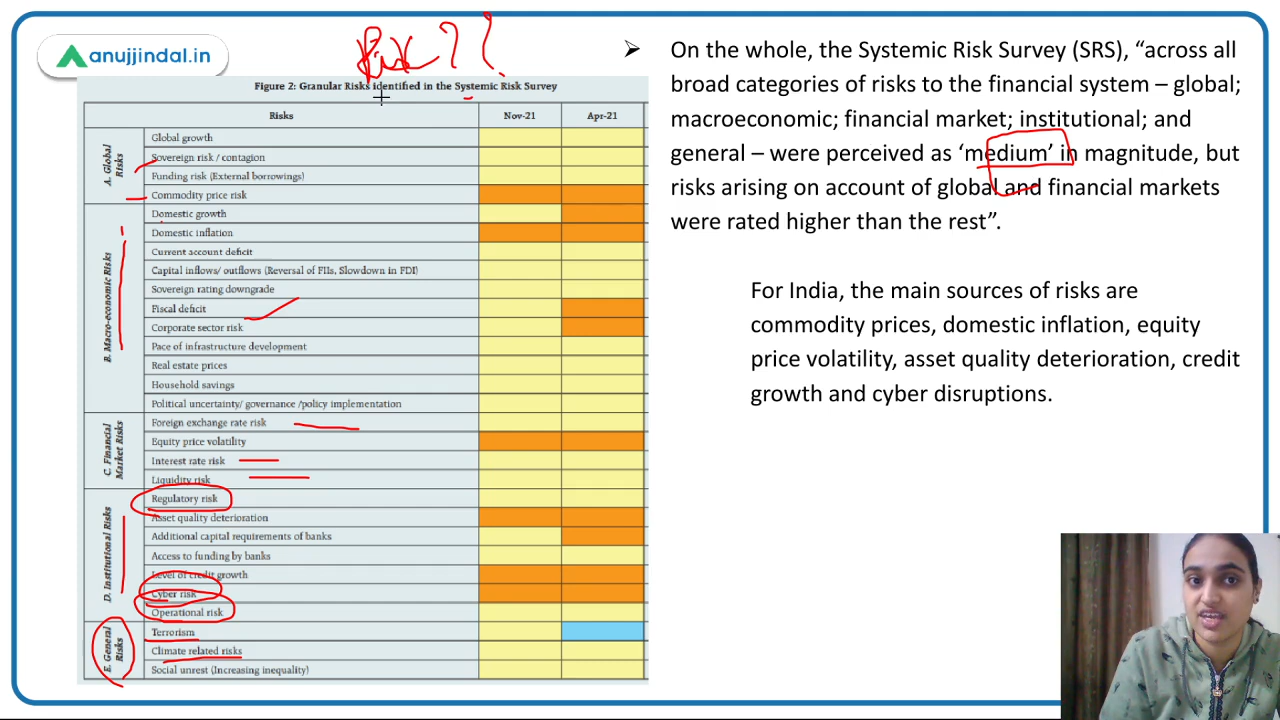 anujjindal.in
Risk ??
Figure 2: Granular Risks identified in the Systemic Risk Survey
Risks Nov-21 Apr-21
A. Global Risks
Global growth
Sovereign risk / contagion
Funding risk (External borrowings)
Commodity price risk
B. Macro-economic Risks
Domestic growth
Domestic inflation
Current account deficit
Capital inflows/ outflows (Reversal of FIIs, Slowdown in FDI)
Sovereign rating downgrade
Fiscal deficit
Corporate sector risk
Pace of infrastructure development
Real estate prices
Household savings
Political uncertainty/ governance /policy implementation
C. Financial Market Risks
Foreign exchange rate risk
Equity price volatility
Interest rate risk
Liquidity risk
D. Institutional Risks
Regulatory risk
Asset quality deterioration
Additional capital requirements of banks
Access to funding by banks
Level of credit growth
Cyber risk
Operational risk
E. General Risks
Terrorism
Climate related risks
Social unrest (Increasing inequality)
➢ On the whole, the Systemic Risk Survey (SRS), “across all
broad categories of risks to the financial system – global;
macroeconomic; financial market; institutional; and
general – were perceived as ‘medium’ in magnitude, but
risks arising on account of global and financial markets
were rated higher than the rest”.
For India, the main sources of risks are
commodity prices, domestic inflation, equity
price volatility, asset quality deterioration, credit
growth and cyber disruptions.